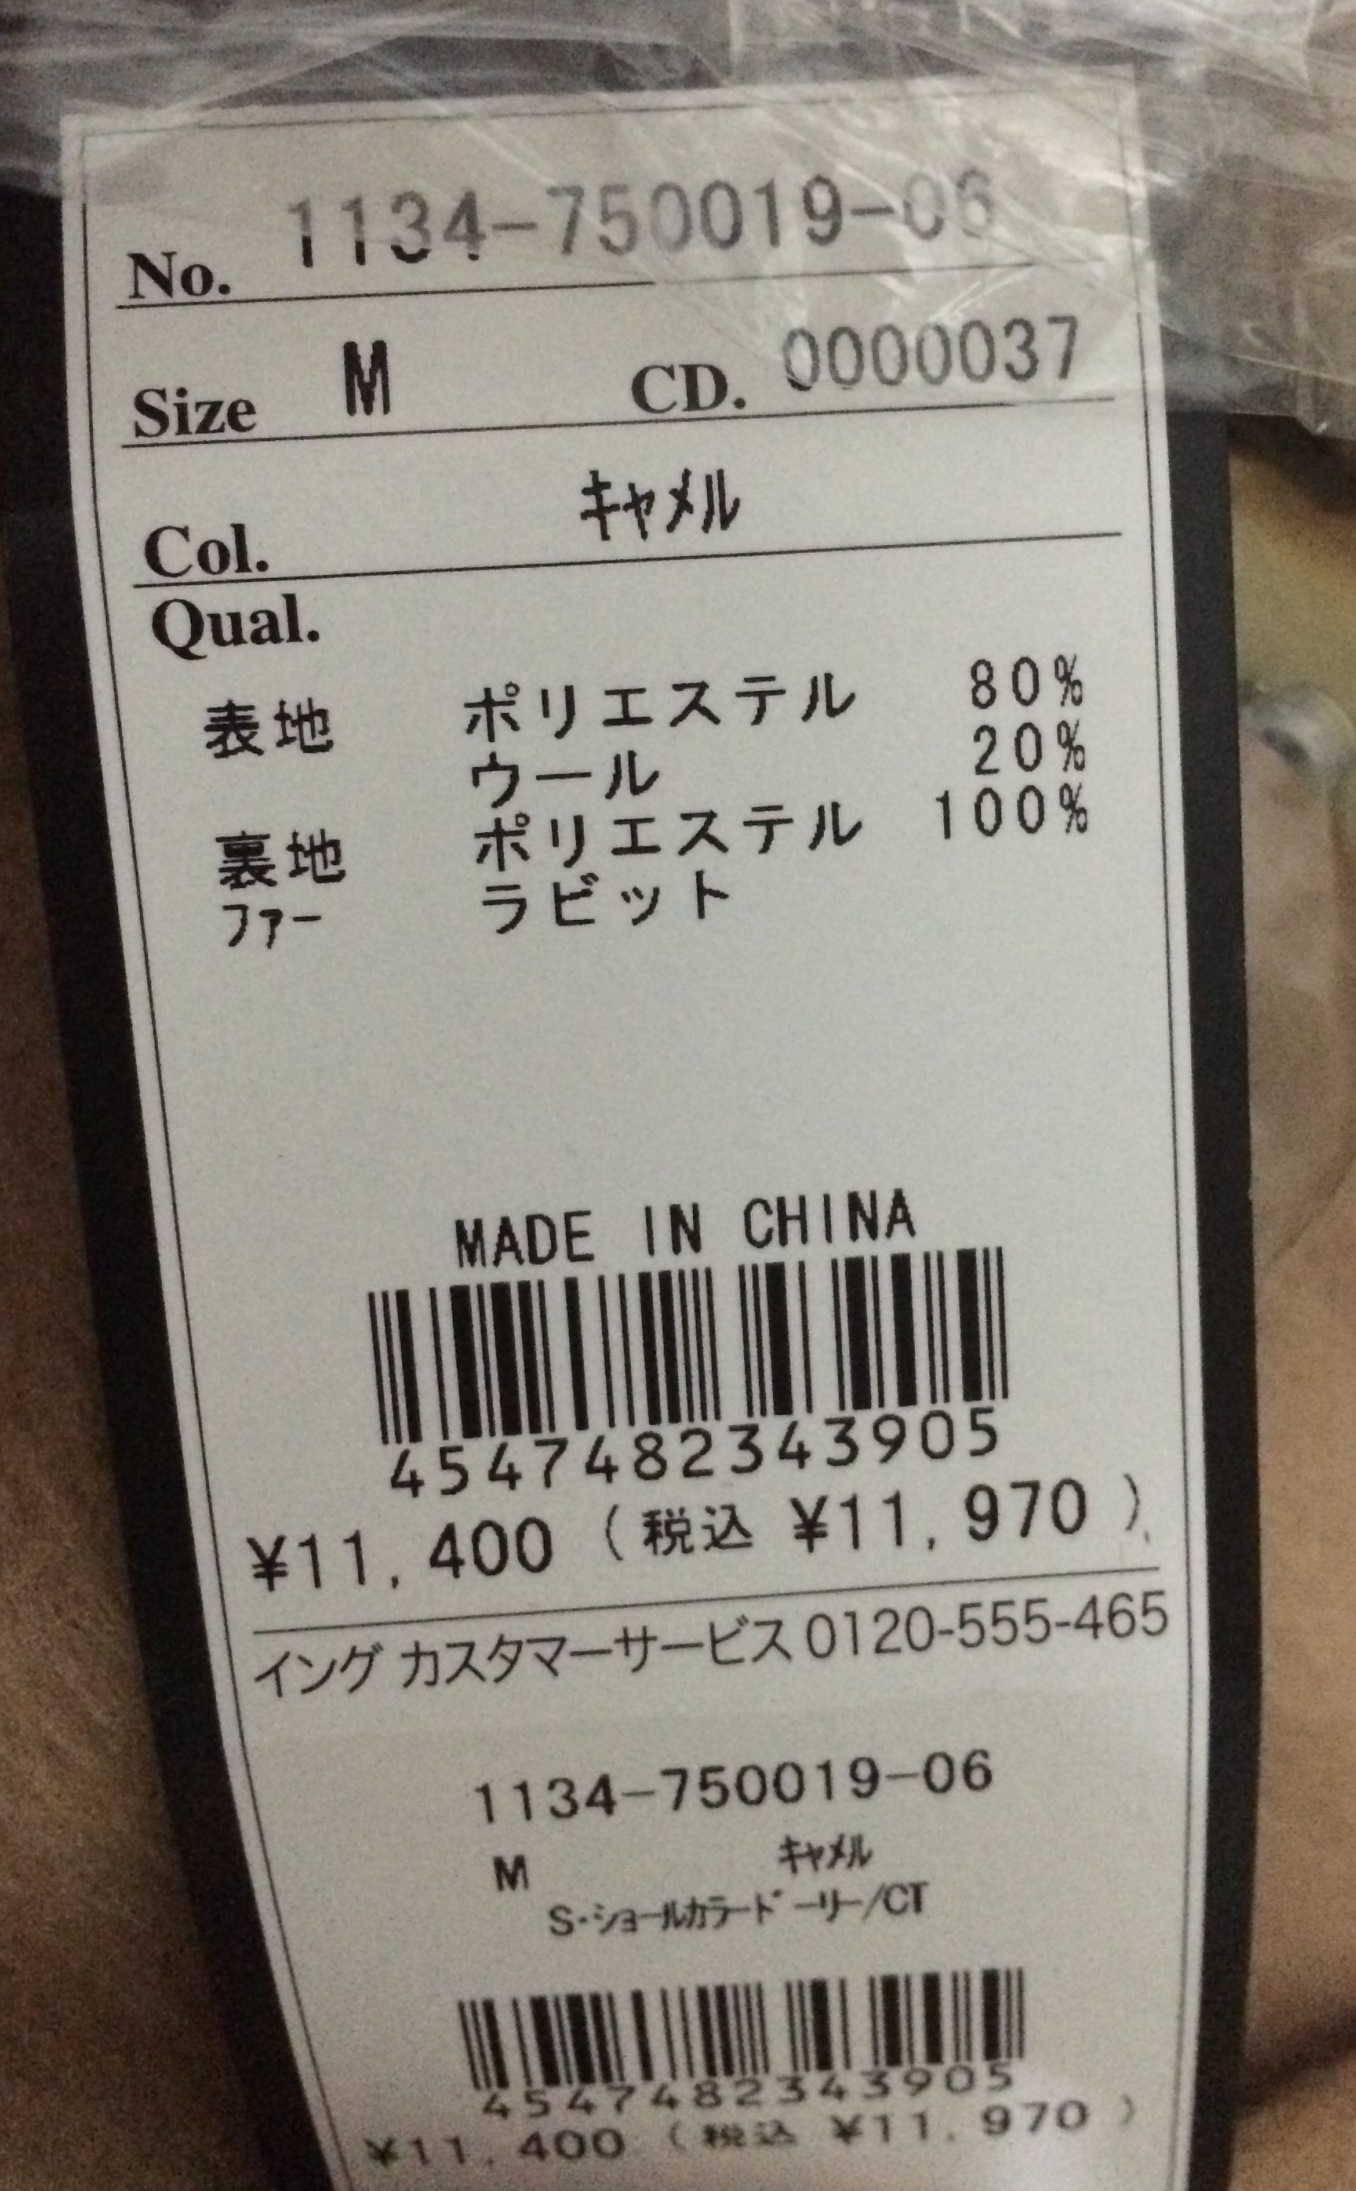 No. 1134-750019-06
Size M CD. 0000037
Col. キャメル
Qual.
表地 ポリエステル 80%
ウール 20%
裏地 ポリエステル 100%
ファー ラビット
MADE IN CHINA
4547482343905
¥11,400 (税込 ¥11,970)
イング カスタマーサービス 0120-555-465
1134-750019-06
M キャメル
S-ショールカラードーリー/CT
4547482343905
¥11,400 (税込 ¥11,970)